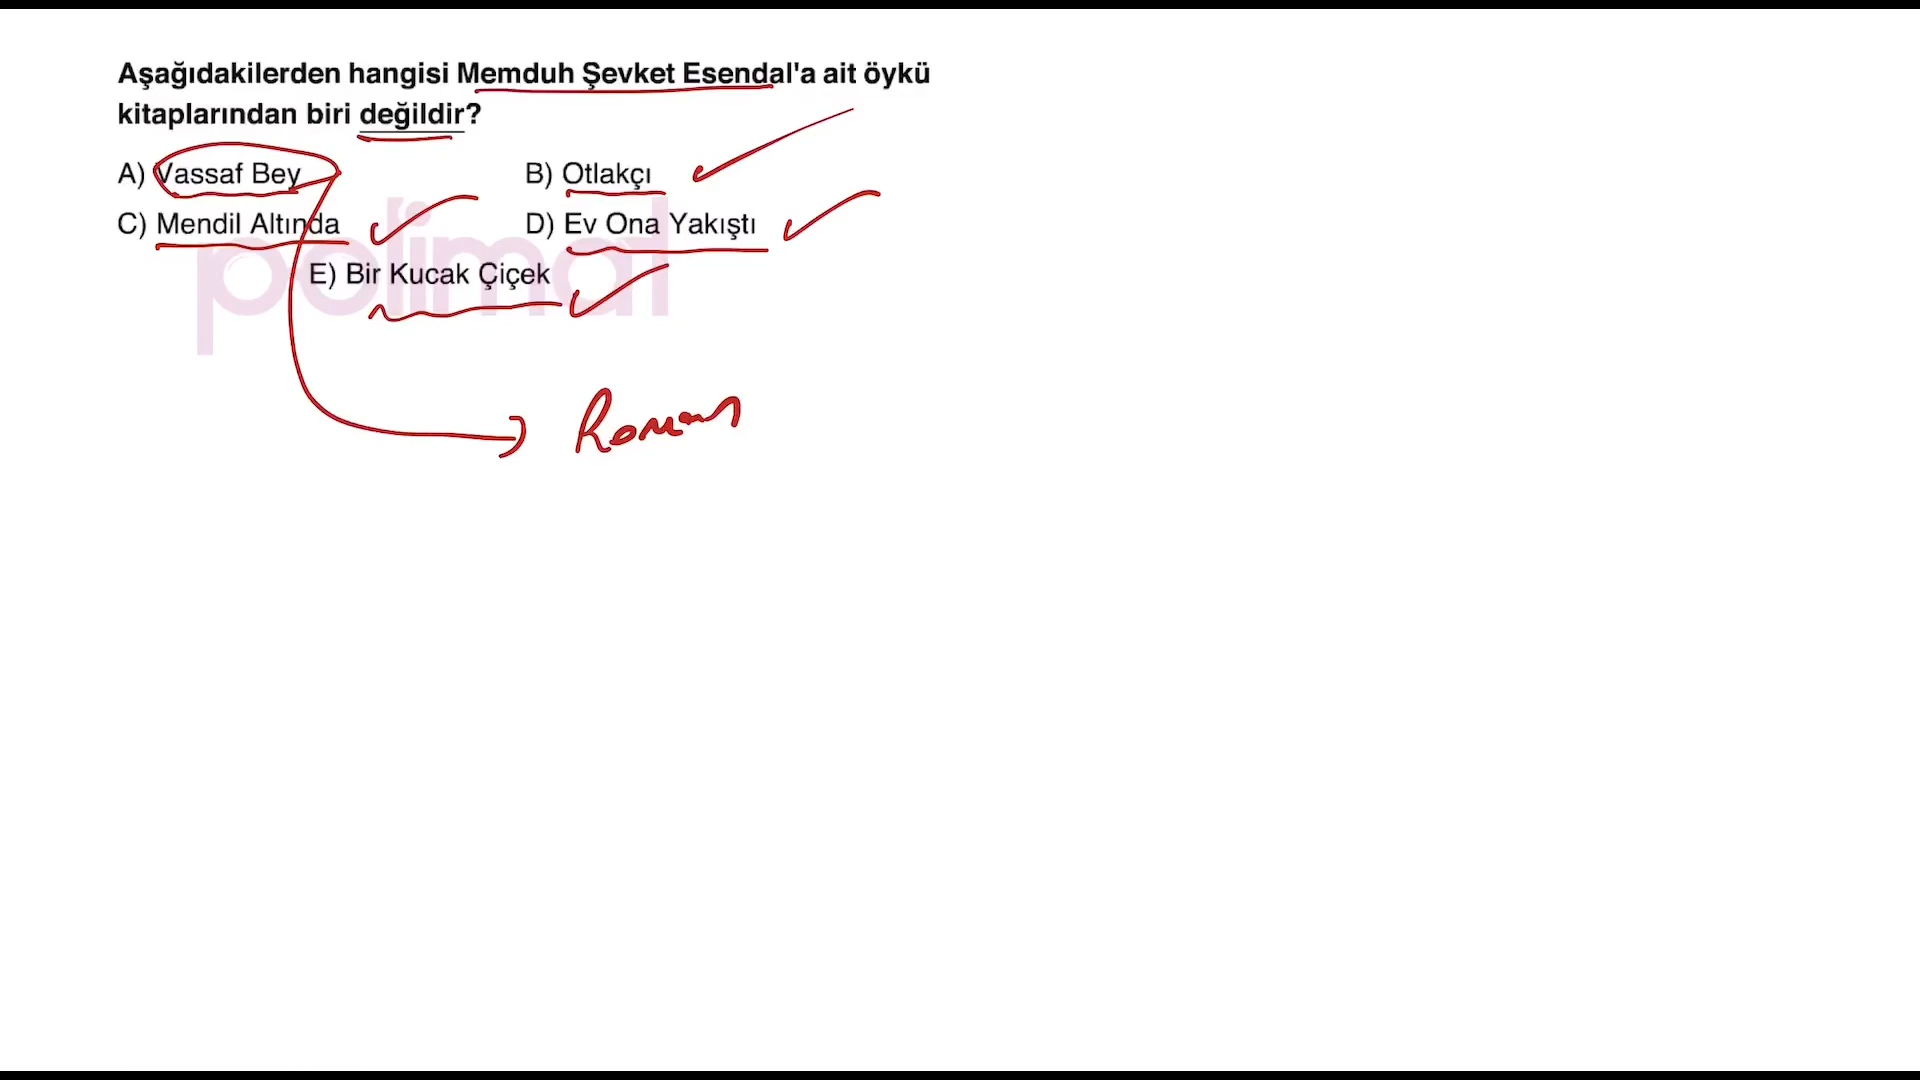 Aşağıdakilerden hangisi Memduh Şevket Esendal'a ait öykü
kitaplarından biri değildir?
A) Vassaf Bey B) Otlakçı
C) Mendil Altında D) Ev Ona Yakıştı
E) Bir Kucak Çiçek
polimal
Roman